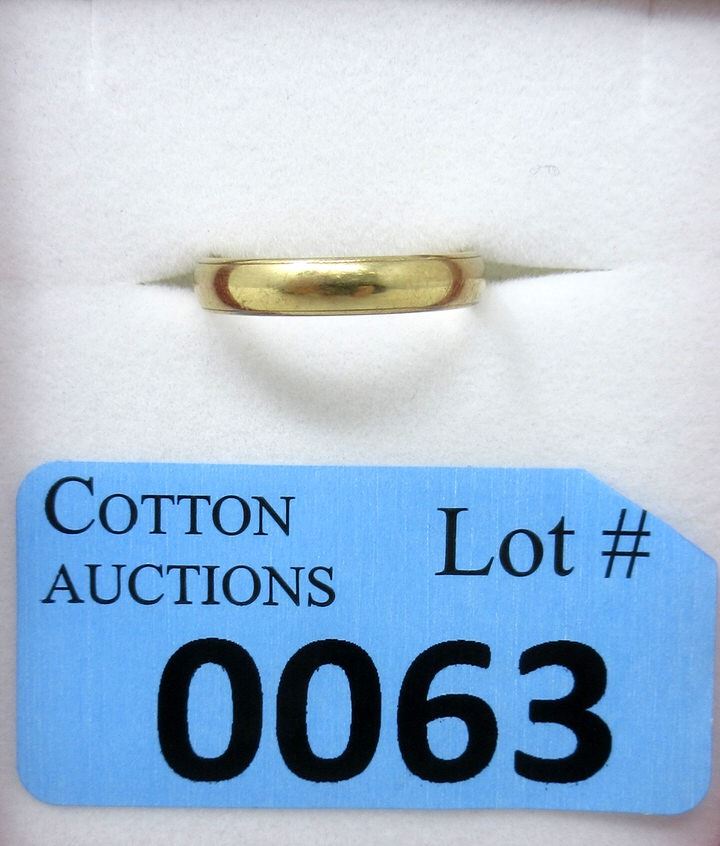 COTTON
AUCTIONS
Lot #
0063